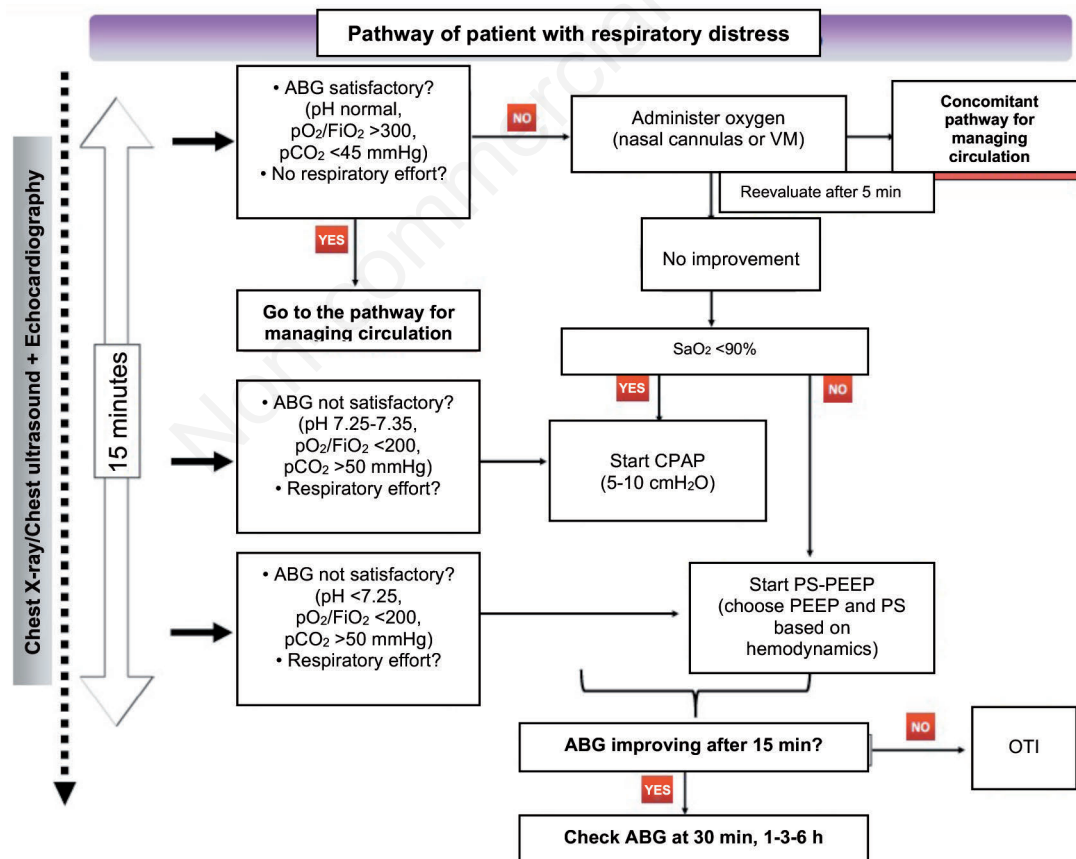 Pathway of patient with respiratory distress
Non commercial
Chest X-ray/Chest ultrasound + Echocardiography
15 minutes
• ABG satisfactory?
(pH normal,
pO₂/FiO₂ >300,
pCO₂ <45 mmHg)
• No respiratory effort?
NO
Administer oxygen
(nasal cannulas or VM)
Concomitant
pathway for
managing
circulation
Reevaluate after 5 min
YES
No improvement
Go to the pathway for
managing circulation
SaO₂ <90%
YES
NO
• ABG not satisfactory?
(pH 7.25-7.35,
pO₂/FiO₂ <200,
pCO₂ >50 mmHg)
• Respiratory effort?
Start CPAP
(5-10 cmH₂O)
• ABG not satisfactory?
(pH <7.25,
pO₂/FiO₂ <200,
pCO₂ >50 mmHg)
• Respiratory effort?
Start PS-PEEP
(choose PEEP and PS
based on
hemodynamics)
ABG improving after 15 min?
NO
OTI
YES
Check ABG at 30 min, 1-3-6 h